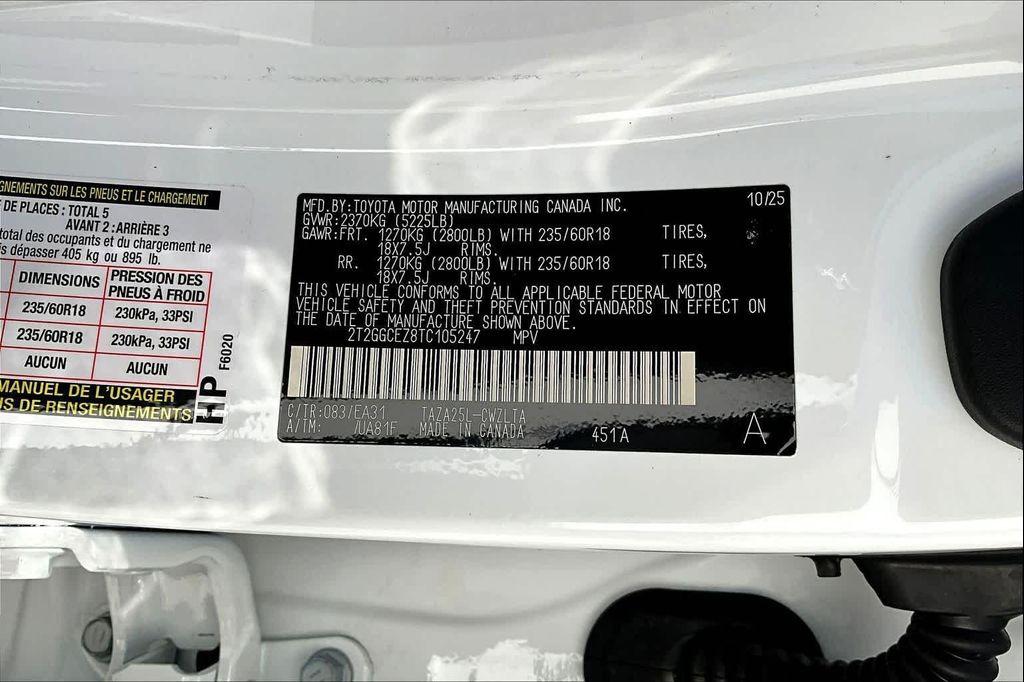 GNEMENTS SUR LES PNEUS ET LE CHARGEMENT
DE PLACES : TOTAL 5
AVANT 2 : ARRIÈRE 3
total des occupants et du chargement ne
is dépasser 405 kg ou 895 lb.
DIMENSIONS PRESSION DES PNEUS À FROID
235/60R18 230kPa, 33PSI
235/60R18 230kPa, 33PSI
AUCUN AUCUN
MANUEL DE L'USAGER
NS DE RENSEIGNEMENTS
HP
F6020
MFD.BY:TOYOTA MOTOR MANUFACTURING CANADA INC. 10/25
GVWR:2370KG (5225LB)
GAWR:FRT. 1270KG (2800LB) WITH 235/60R18 TIRES,
18X7.5J RIMS.
RR. 1270KG (2800LB) WITH 235/60R18 TIRES,
18X7.5J RIMS.
THIS VEHICLE CONFORMS TO ALL APPLICABLE FEDERAL MOTOR
VEHICLE SAFETY AND THEFT PREVENTION STANDARDS IN EFFECT ON
THE DATE OF MANUFACTURE SHOWN ABOVE.
2T2GGCEZ8TC105247 MPV
C/TR:083/EA31 TAZA25L-CWZLTA
A/TM: /UA81F MADE IN CANADA 451A A